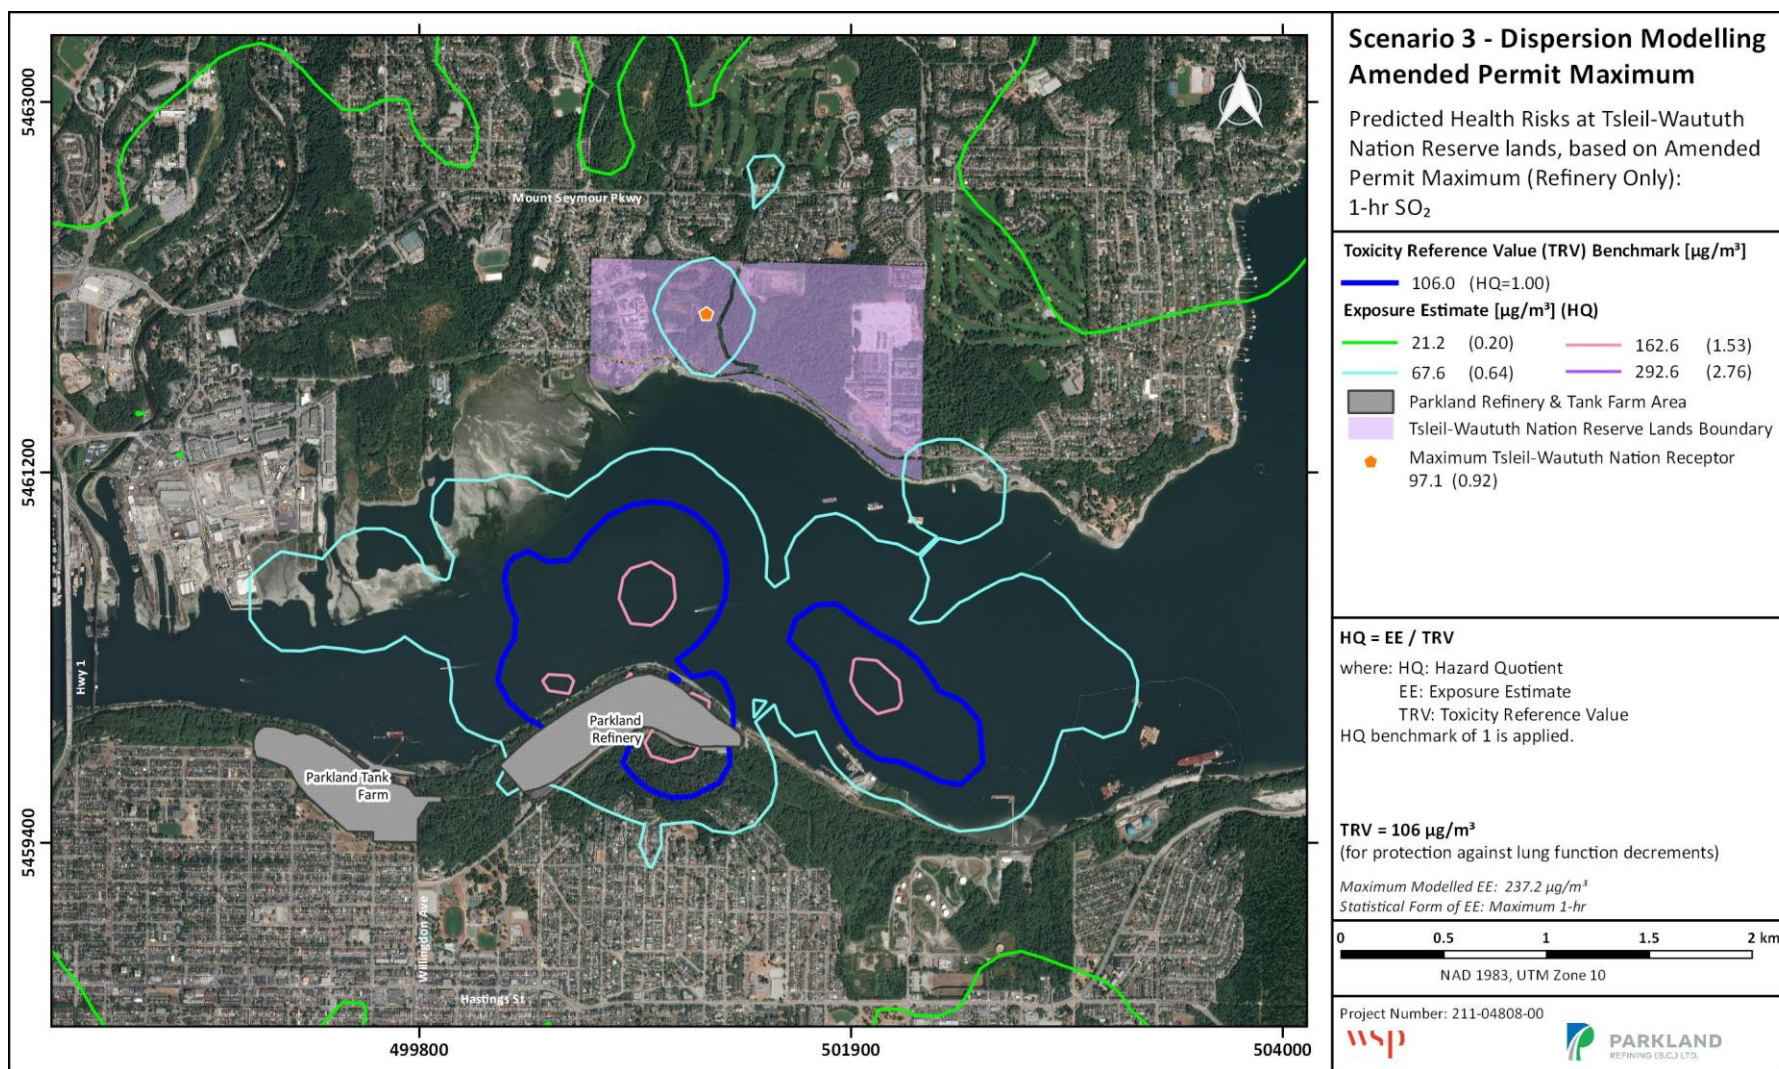 Scenario 3 - Dispersion Modelling
Amended Permit Maximum
Predicted Health Risks at Tsleil-Waututh
Nation Reserve lands, based on Amended
Permit Maximum (Refinery Only):
1-hr SO₂
Toxicity Reference Value (TRV) Benchmark [µg/m³]
106.0 (HQ=1.00)
Exposure Estimate [µg/m³] (HQ)
21.2 (0.20)
162.6 (1.53)
67.6 (0.64)
292.6 (2.76)
Parkland Refinery & Tank Farm Area
Tsleil-Waututh Nation Reserve Lands Boundary
Maximum Tsleil-Waututh Nation Receptor
97.1 (0.92)
HQ = EE / TRV
where: HQ: Hazard Quotient
EE: Exposure Estimate
TRV: Toxicity Reference Value
HQ benchmark of 1 is applied.
TRV = 106 µg/m³
(for protection against lung function decrements)
Maximum Modelled EE: 237.2 µg/m³
Statistical Form of EE: Maximum 1-hr
0 0.5 1 1.5 2 km
NAD 1983, UTM Zone 10
Project Number: 211-04808-00
wsp
PARKLAND
REFINING (B.C.) LTD.
N
5463000
5461200
5459400
499800
501900
504000
Mount Seymour Pkwy
Hwy 1
Parkland
Refinery
Parkland Tank
Farm
Willingdon Ave
Hastings St